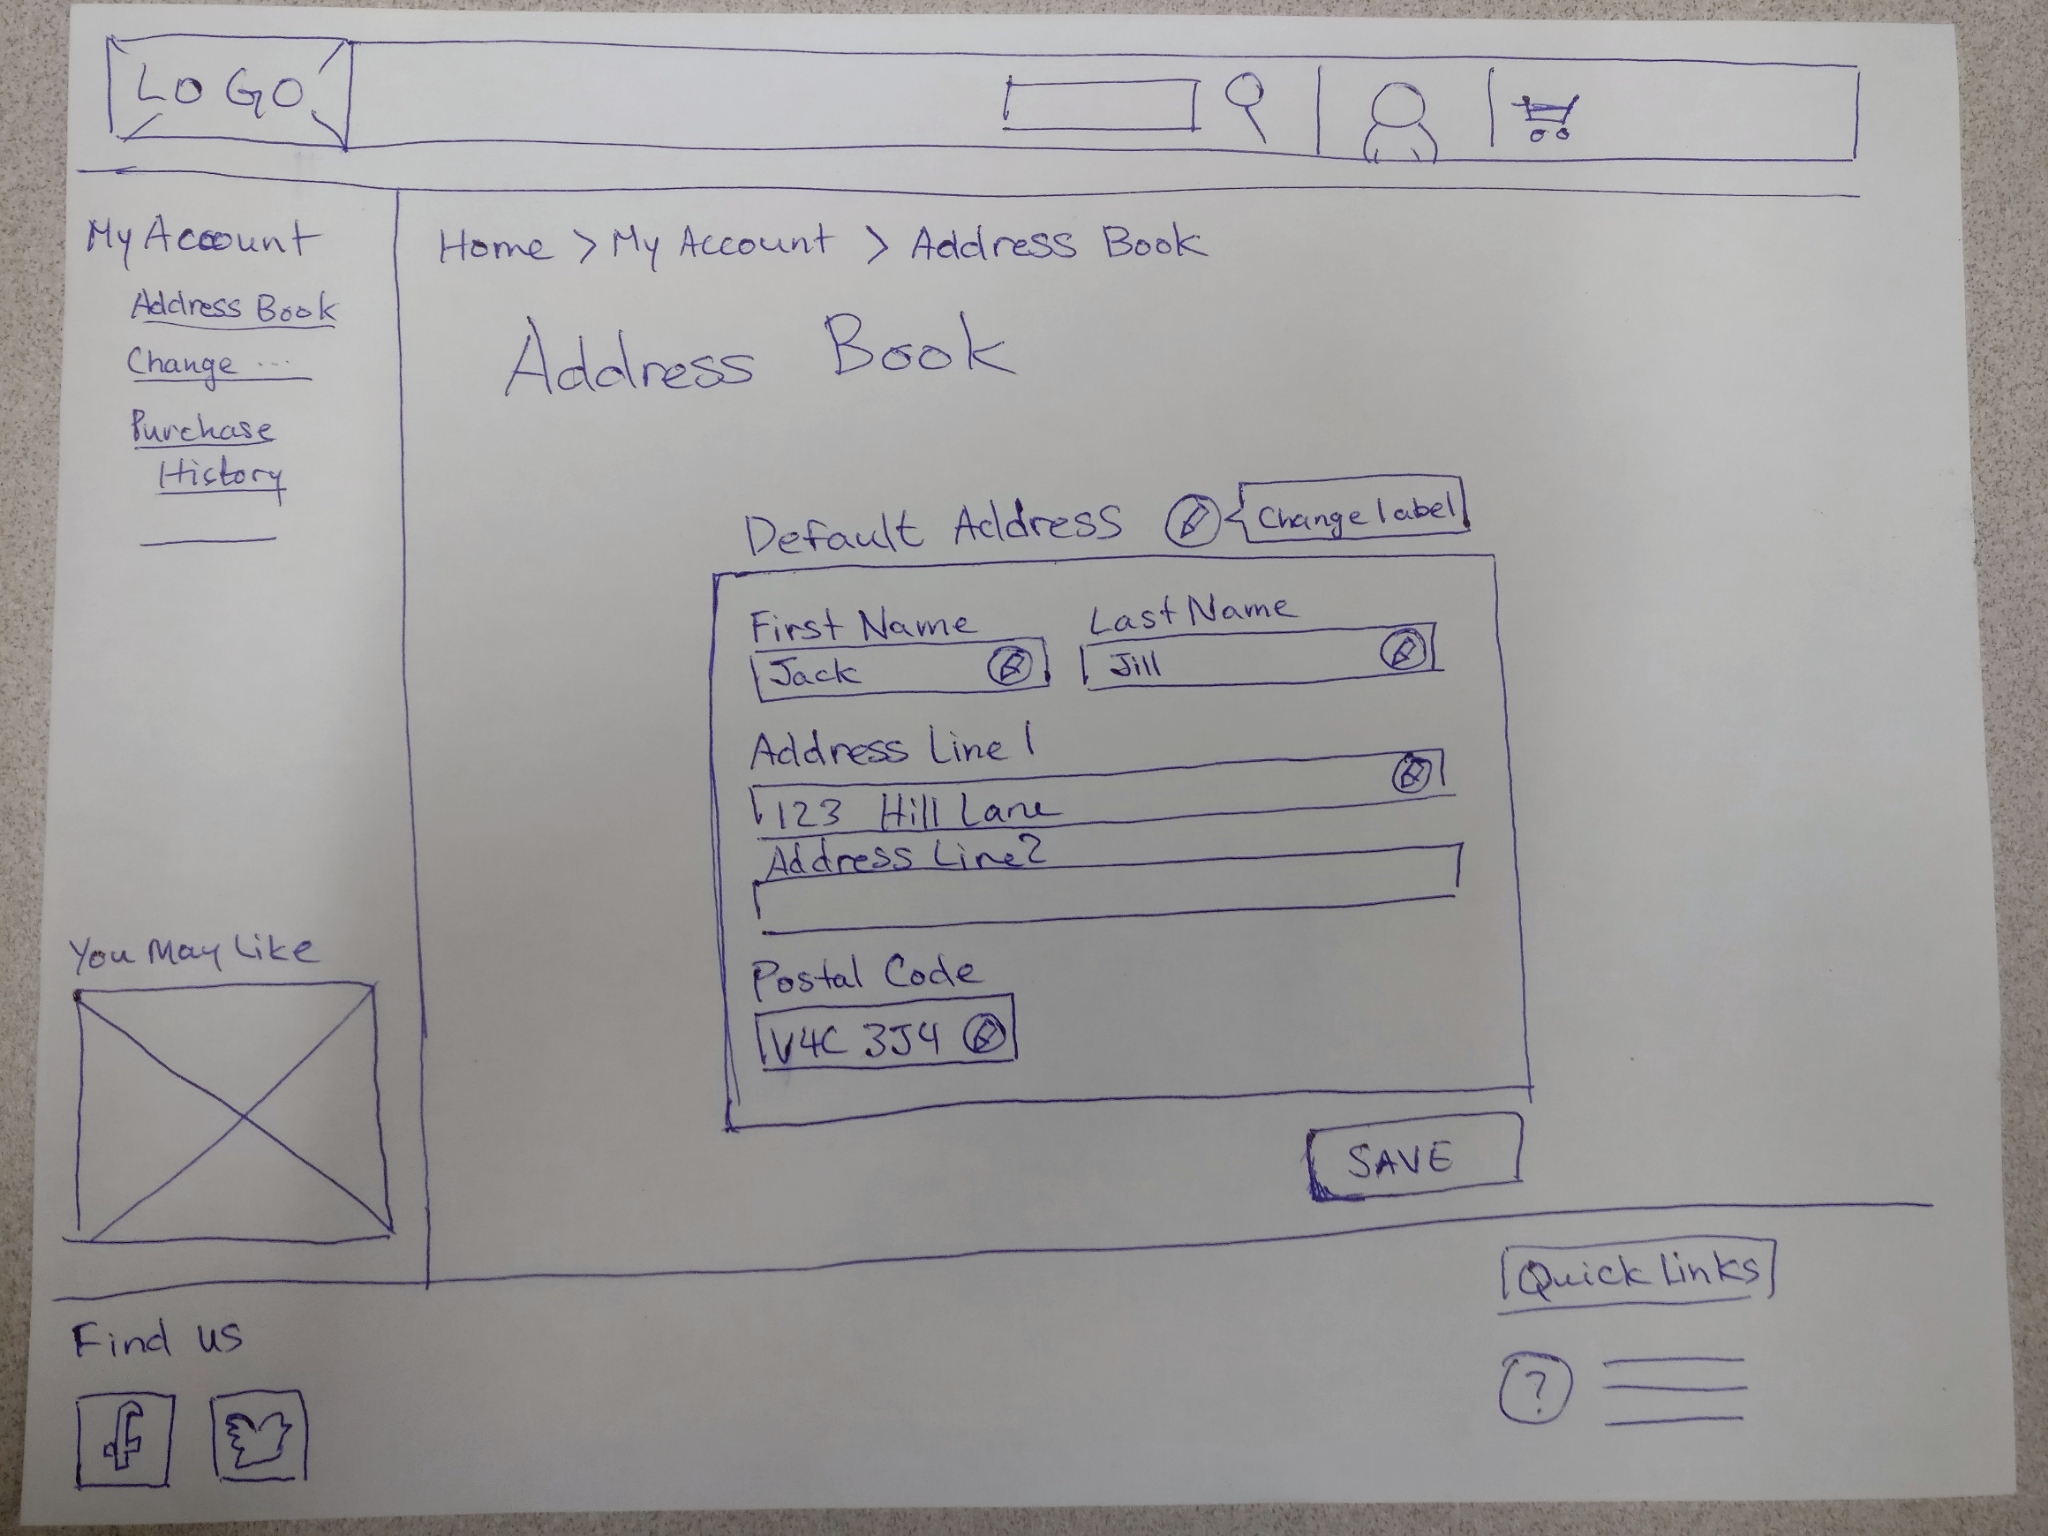 LOGO
My Account
Address Book
Change ...
Purchase
History
Home > My Account > Address Book
Address Book
Default Address
Change label
First Name
Last Name
Jack
Jill
Address Line 1
123 Hill Lane
Address Line 2
Postal Code
V4C 3J4
SAVE
You May Like
Find us
f
Quick Links
?